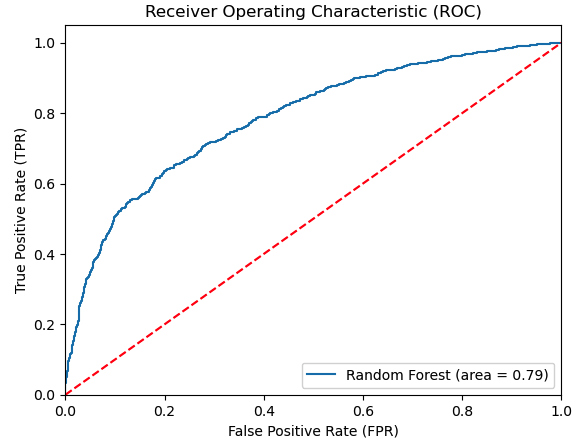 Receiver Operating Characteristic (ROC)
True Positive Rate (TPR)
1.0
0.8
0.6
0.4
0.2
0.0
0.0 0.2 0.4 0.6 0.8 1.0
False Positive Rate (FPR)
Random Forest (area = 0.79)